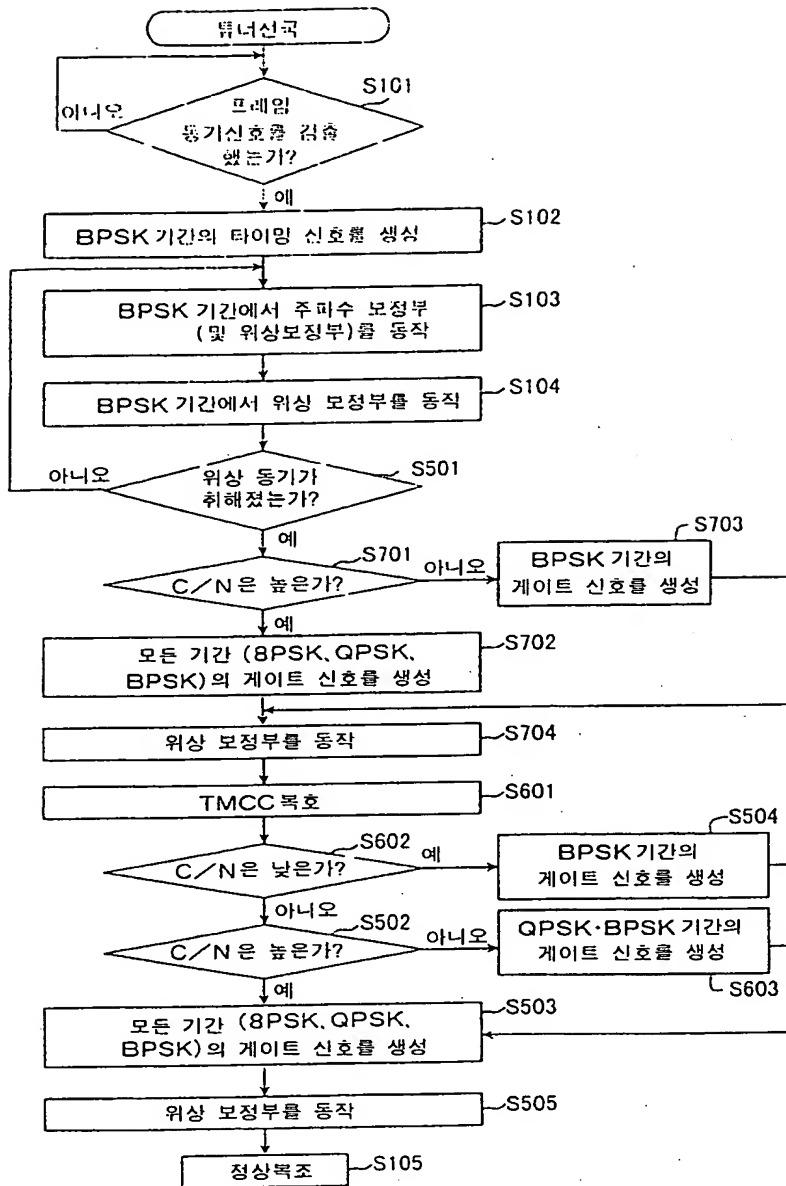 튜너선국
S101
프레임
동기신호를 검출
했는가?
아니오
예
S102
BPSK 기간의 타이밍 신호를 생성
S103
BPSK 기간에서 주파수 보정부
(및 위상보정부)를 동작
S104
BPSK 기간에서 위상 보정부를 동작
S501
위상 동기가
취해졌는가?
아니오
예
S701
C/N은 높은가?
아니오
S703
BPSK 기간의
게이트 신호를 생성
예
S702
모든 기간 (8PSK, QPSK,
BPSK)의 게이트 신호를 생성
S704
위상 보정부를 동작
S601
TMCC복호
S602
C/N은 낮은가?
예
S504
BPSK기간의
게이트 신호를 생성
아니오
S502
C/N은 높은가?
아니오
QPSK·BPSK 기간의
게이트 신호를 생성
S603
예
S503
모든 기간 (8PSK, QPSK,
BPSK)의 게이트 신호를 생성
S505
위상 보정부를 동작
S105
정상복조